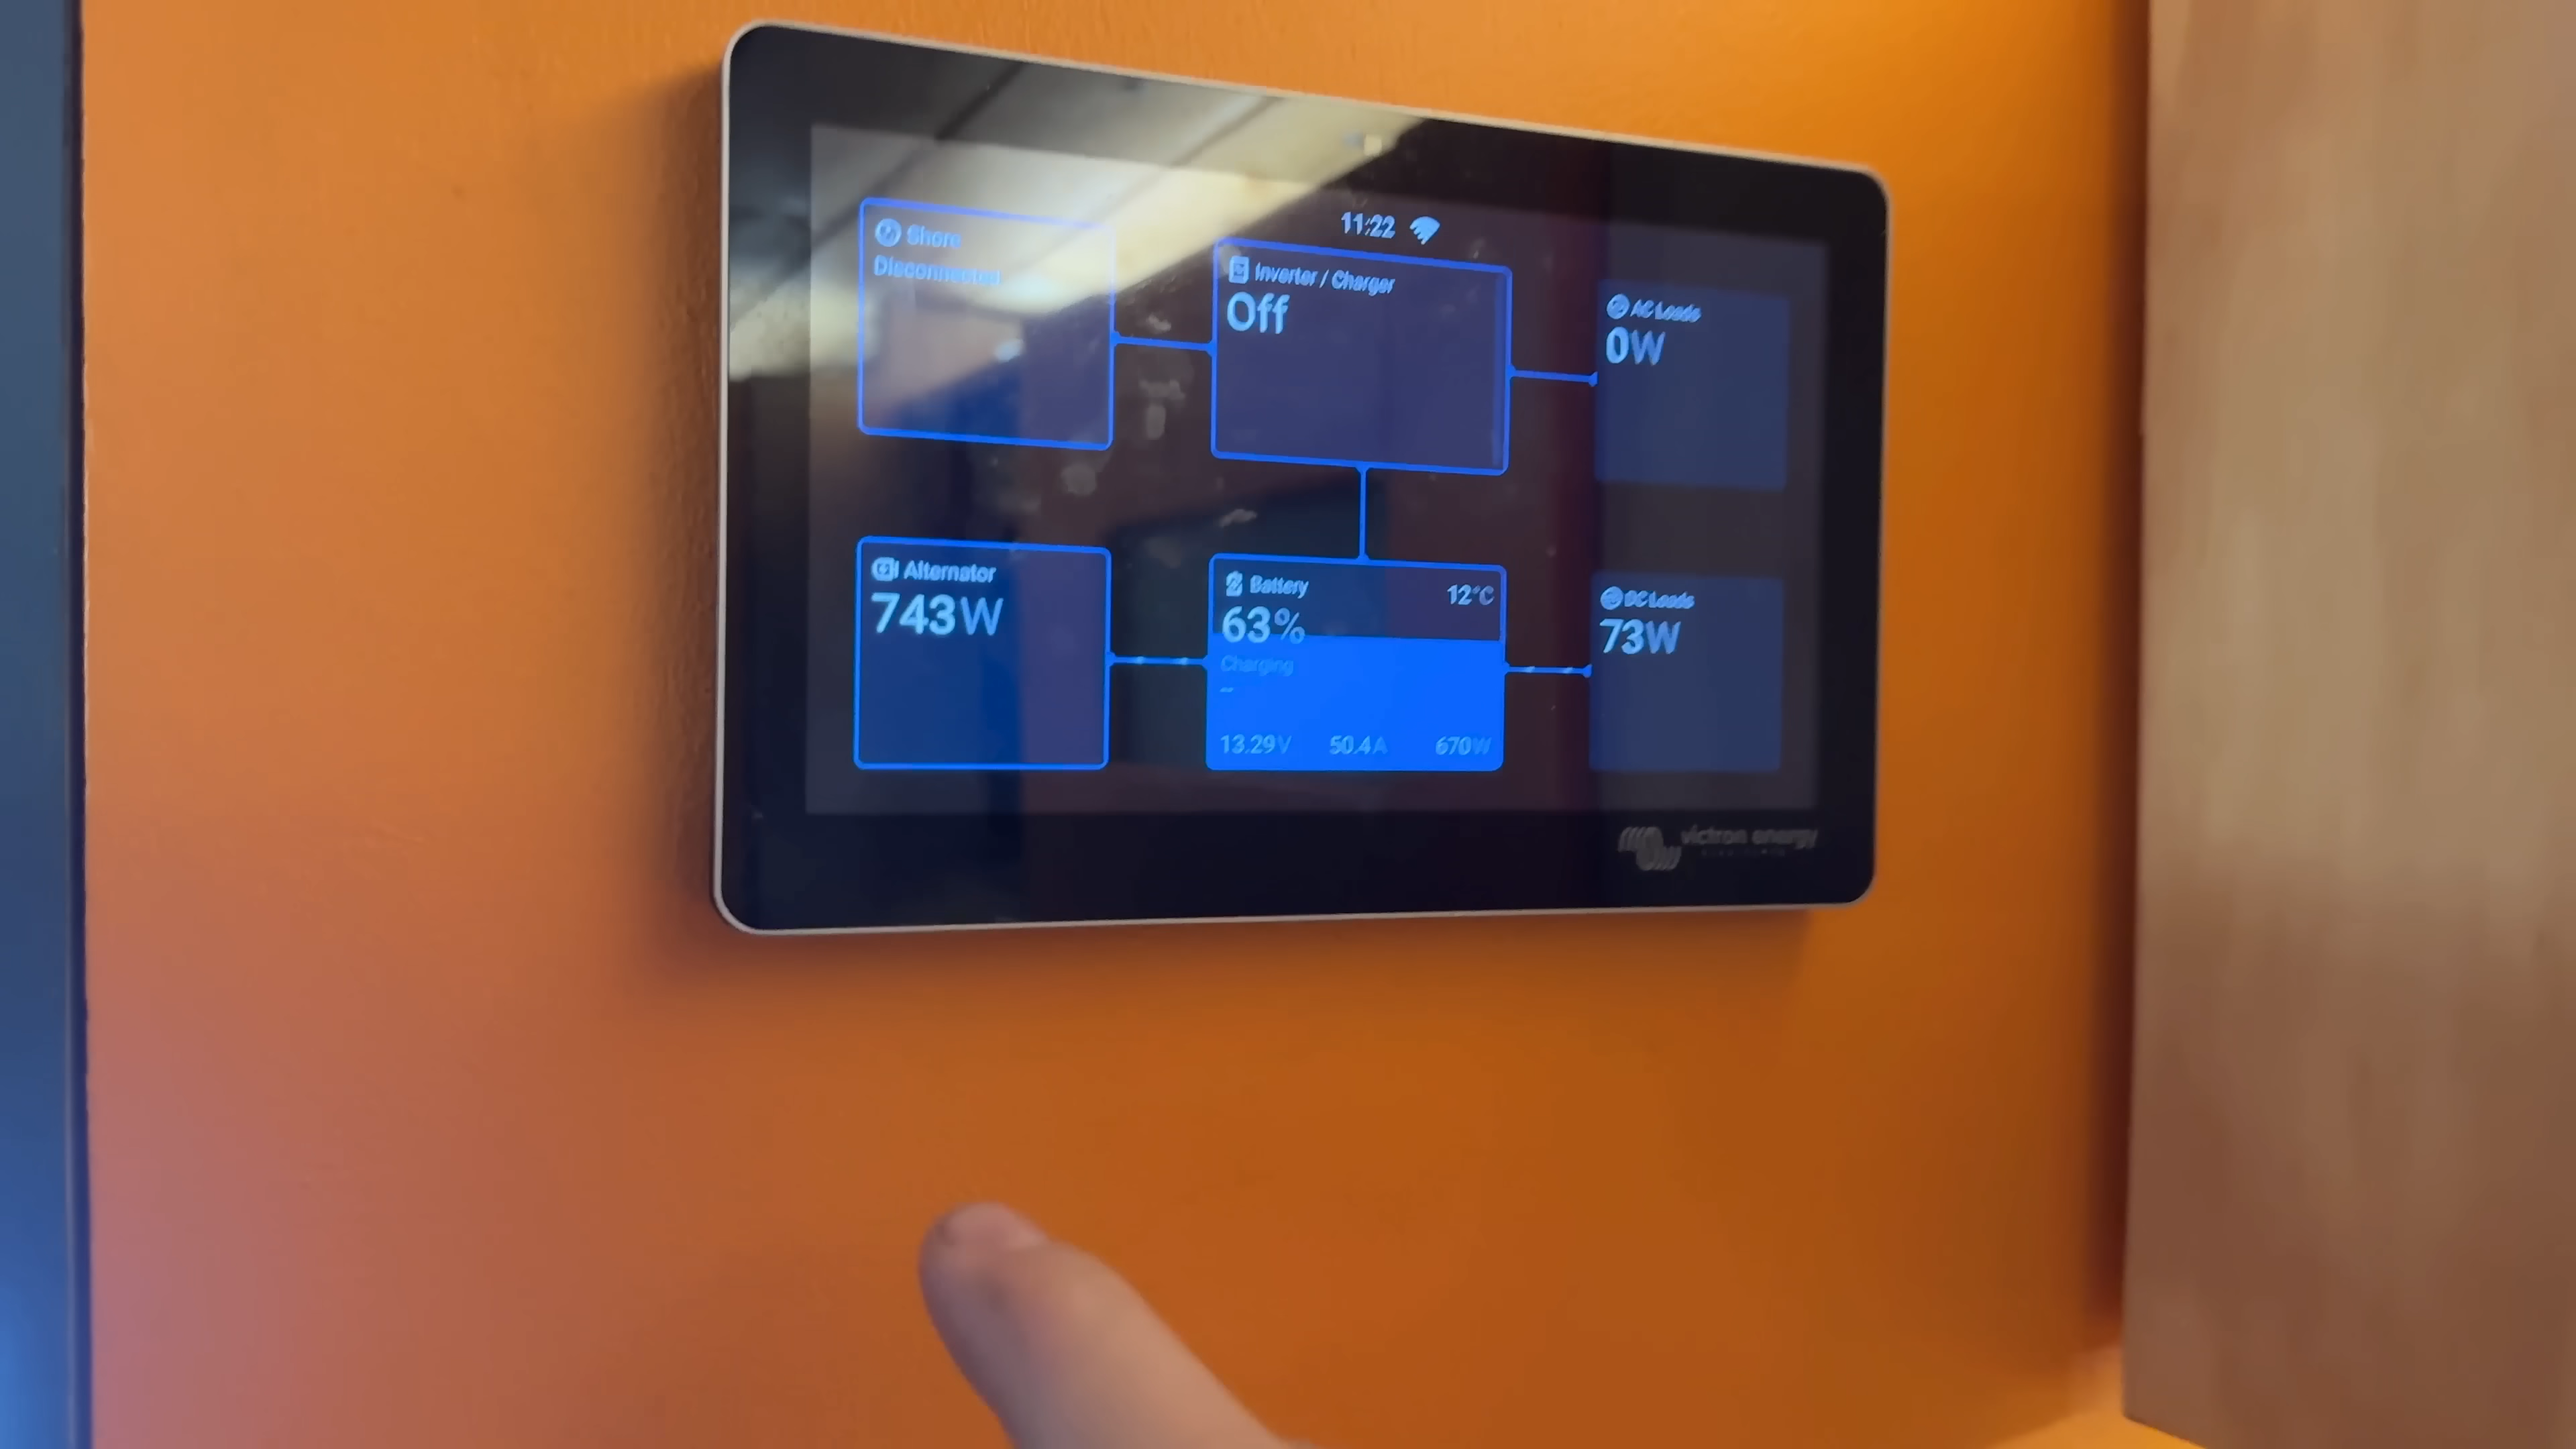 11:22
Shore
Disconnected
Inverter / Charger
Off
AC Loads
0W
Alternator
743W
Battery
12°C
63%
Charging
--
13.29V 50.4A 670W
DC Loads
73W
victron energy